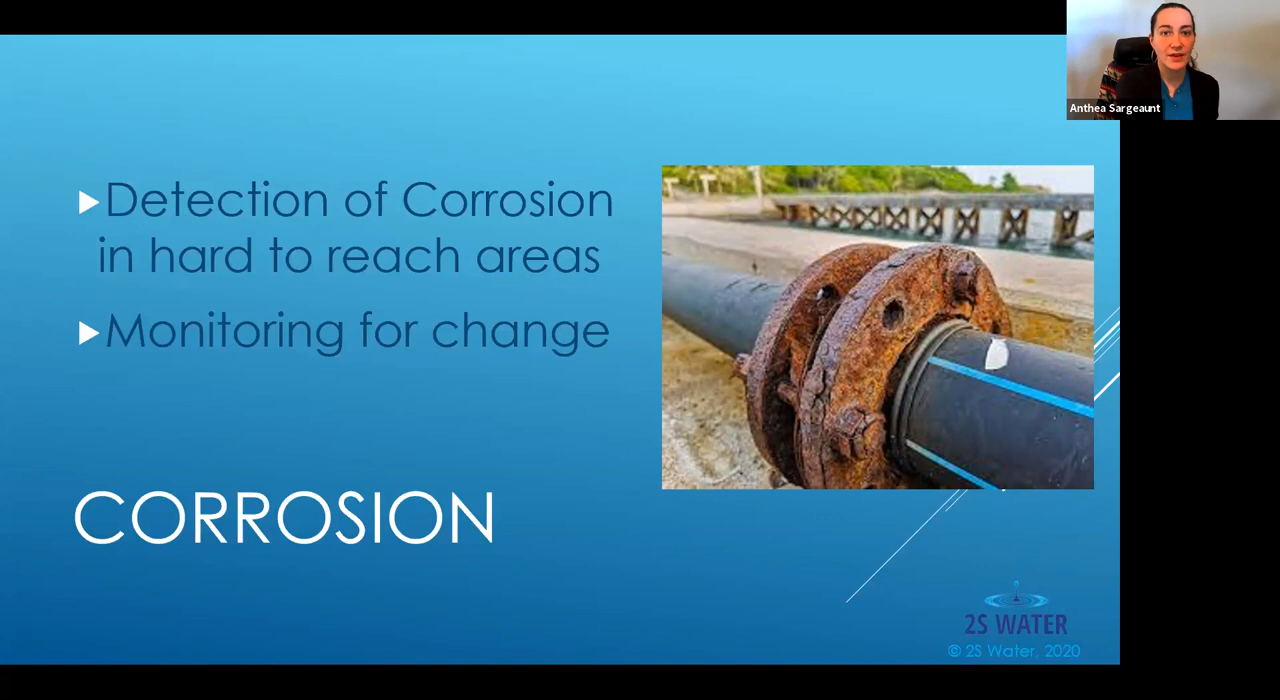 Anthea Sargeaunt
Detection of Corrosion
in hard to reach areas
Monitoring for change
CORROSION
2S WATER
© 2S Water, 2020